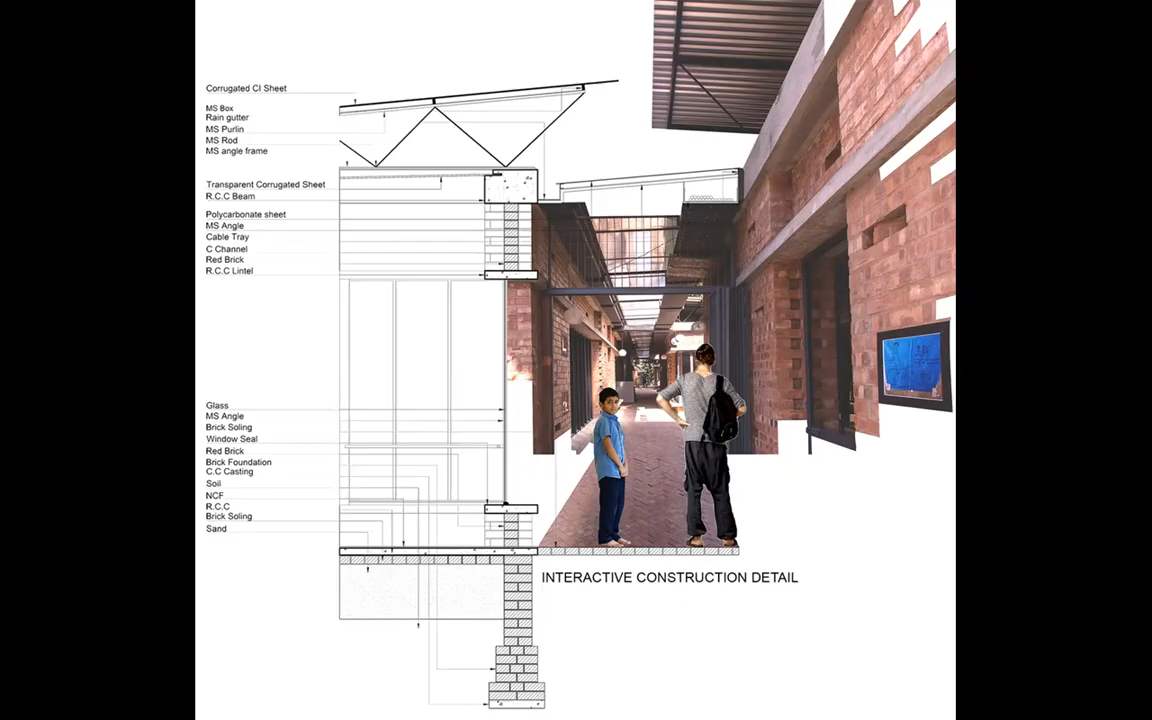 Corrugated CI Sheet
MS Box
Rain gutter
MS Purlin
MS Rod
MS angle frame
Transparent Corrugated Sheet
R.C.C Beam
Polycarbonate sheet
MS Angle
Cable Tray
C Channel
Red Brick
R.C.C Lintel
Glass
MS Angle
Brick Soling
Window Seal
Red Brick
Brick Foundation
C.C Casting
Soil
NCF
R.C.C
Brick Soling
Sand
INTERACTIVE CONSTRUCTION DETAIL